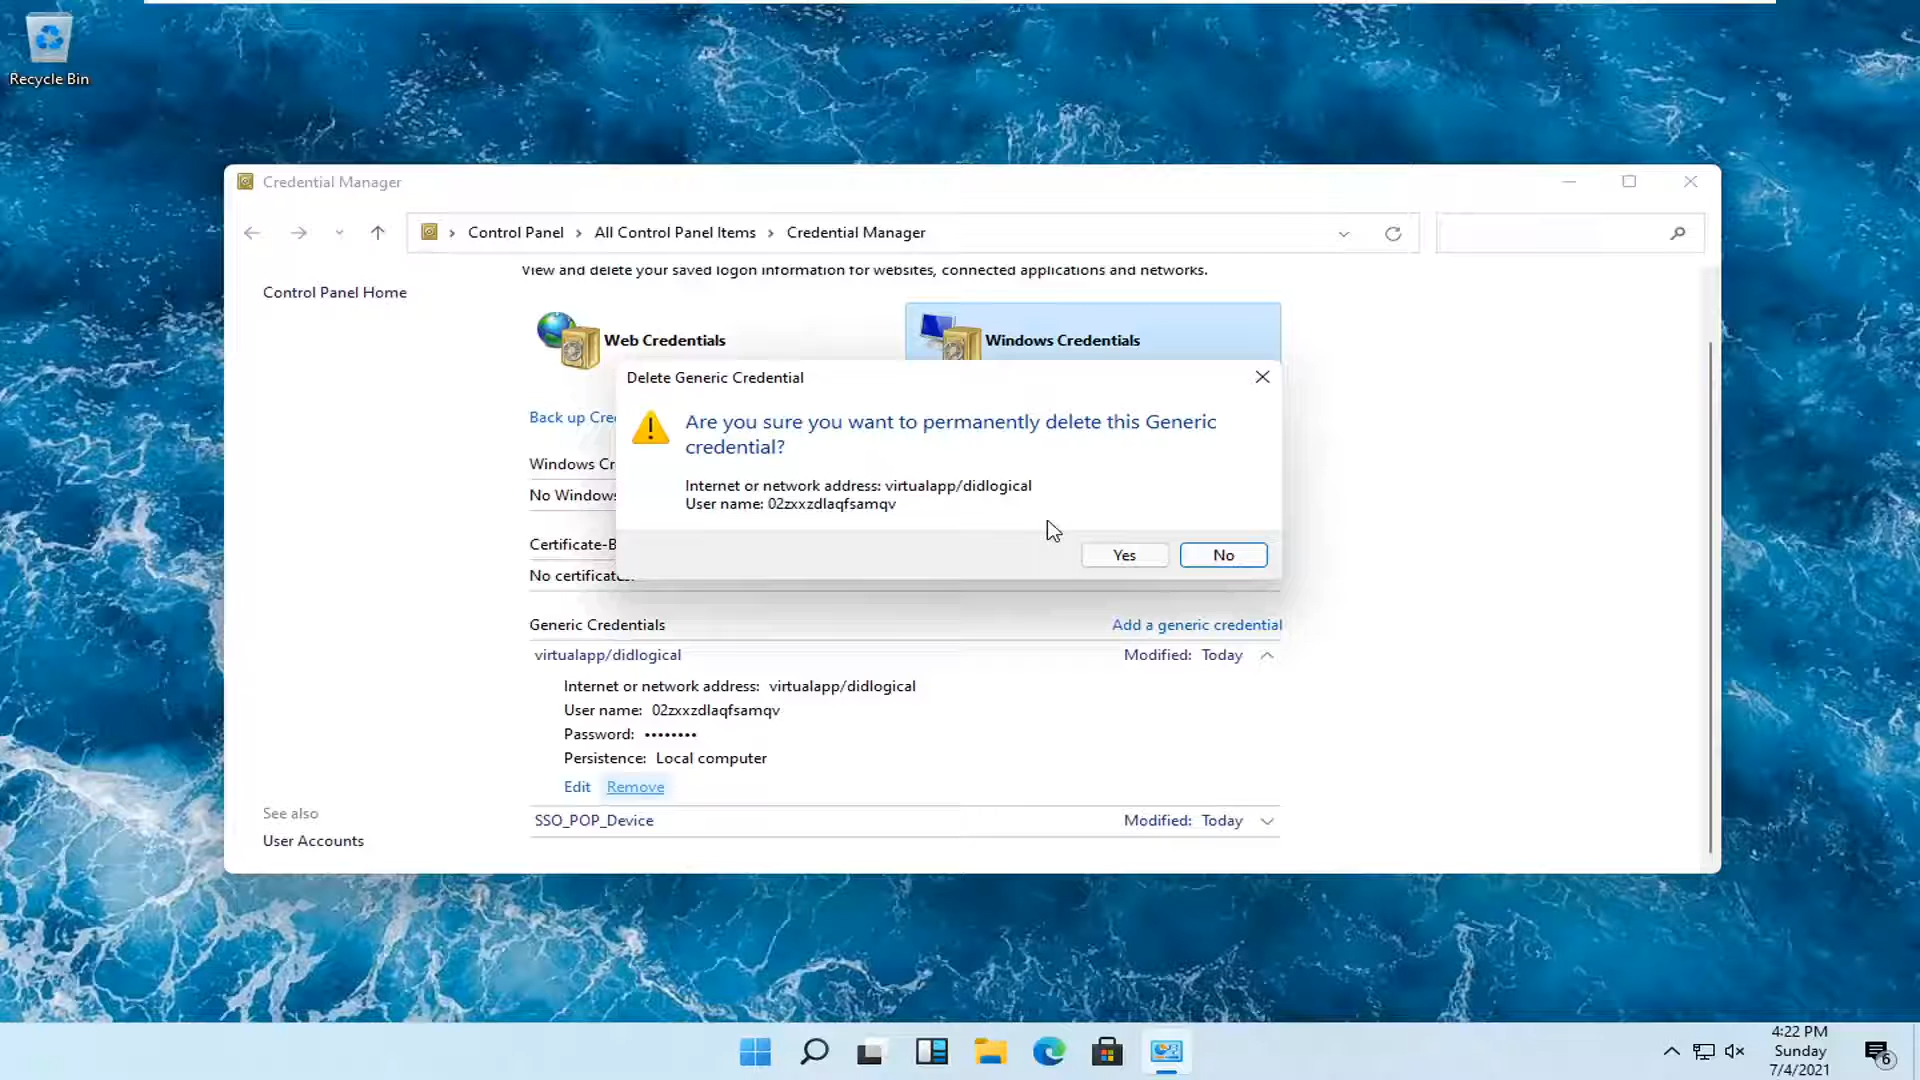 Recycle Bin
Credential Manager
Control Panel
All Control Panel Items
Credential Manager
View and delete your saved logon information for websites, connected applications and networks.
Control Panel Home
Web Credentials
Windows Credentials
Delete Generic Credential
Are you sure you want to permanently delete this Generic
credential?
Internet or network address: virtualapp/didlogical
User name: 02zxxzdlaqfsamqv
Yes
No
Back up Cre
Windows Cr
No Windows
Certificate-B
No certificates.
Generic Credentials
Add a generic credential
virtualapp/didlogical
Modified: Today
Internet or network address: virtualapp/didlogical
User name: 02zxxzdlaqfsamqv
Password: ••••••••
Persistence: Local computer
Edit
Remove
SSO_POP_Device
Modified: Today
See also
User Accounts
4:22 PM
Sunday
7/4/2021
6